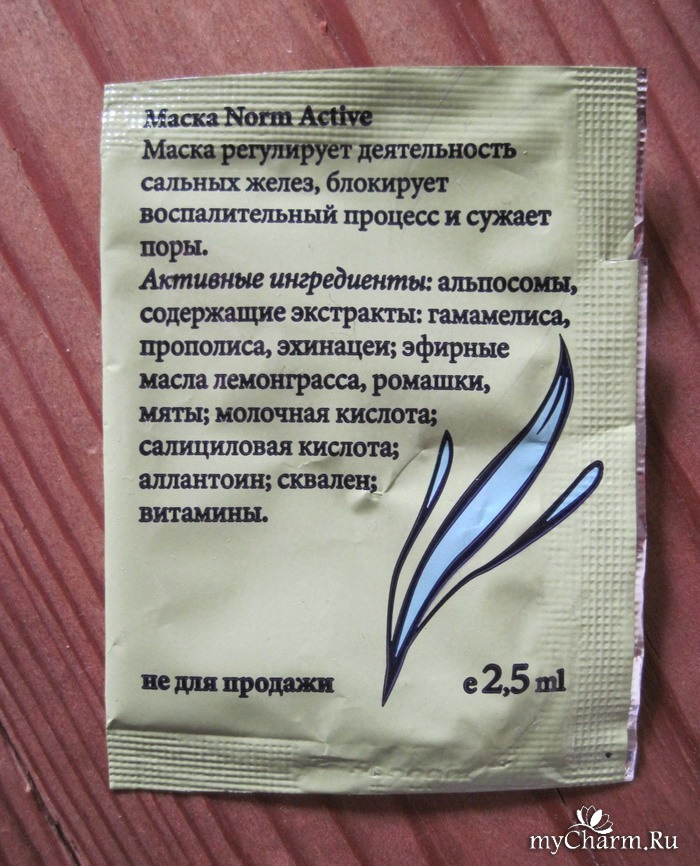 Маска Norm Active
Маска регулирует деятельность
сальных желез, блокирует
воспалительный процесс и сужает
поры.
Активные ингредиенты: альпосомы,
содержащие экстракты: гамамелиса,
прополиса, эхинацеи; эфирные
масла лемонграсса, ромашки,
мяты; молочная кислота;
салициловая кислота;
аллантоин; сквален;
витамины.
не для продажи e 2,5 ml
myCharm.Ru